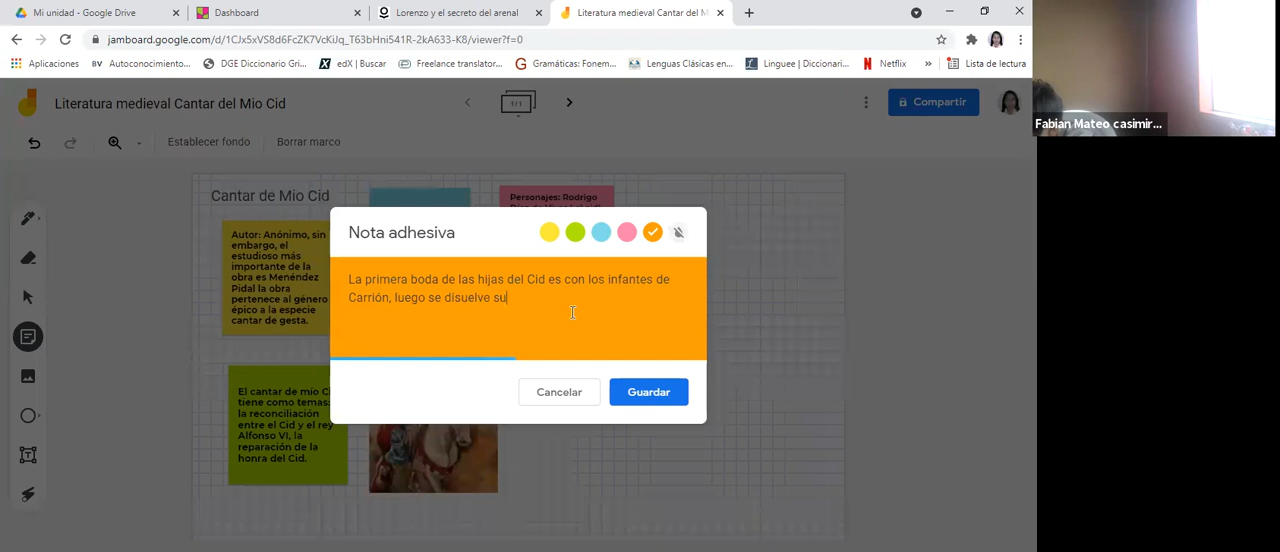 Mi unidad - Google Drive
Dashboard
Lorenzo y el secreto del arenal
Literatura medieval Cantar del M
jamboard.google.com/d/1CJx5xVS8d6FcZK7VcKiJq_T63bHni541R-2kA633-K8/viewer?f=0
Aplicaciones
BV Autoconocimiento...
DGE Diccionario Gri...
edX | Buscar
Freelance translator...
Gramáticas: Fonem...
Lenguas Clásicas en...
Linguee | Diccionari...
Netflix
»
Lista de lectura
Literatura medieval Cantar del Mio Cid
1/1
Compartir
Establecer fondo
Borrar marco
Cantar de Mio Cid
Personajes: Rodrigo
Autor: Anónimo, sin
embargo, el
estudioso más
importante de la
obra es Menéndez
Pidal la obra
pertenece al género
épico a la especie
cantar de gesta.
El cantar de mío C
tiene como temas:
la reconciliación
entre el Cid y el rey
Alfonso VI, la
reparación de la
honra del Cid.
Nota adhesiva
La primera boda de las hijas del Cid es con los infantes de
Carrión, luego se disuelve su
Cancelar
Guardar
Fabian Mateo casimir...